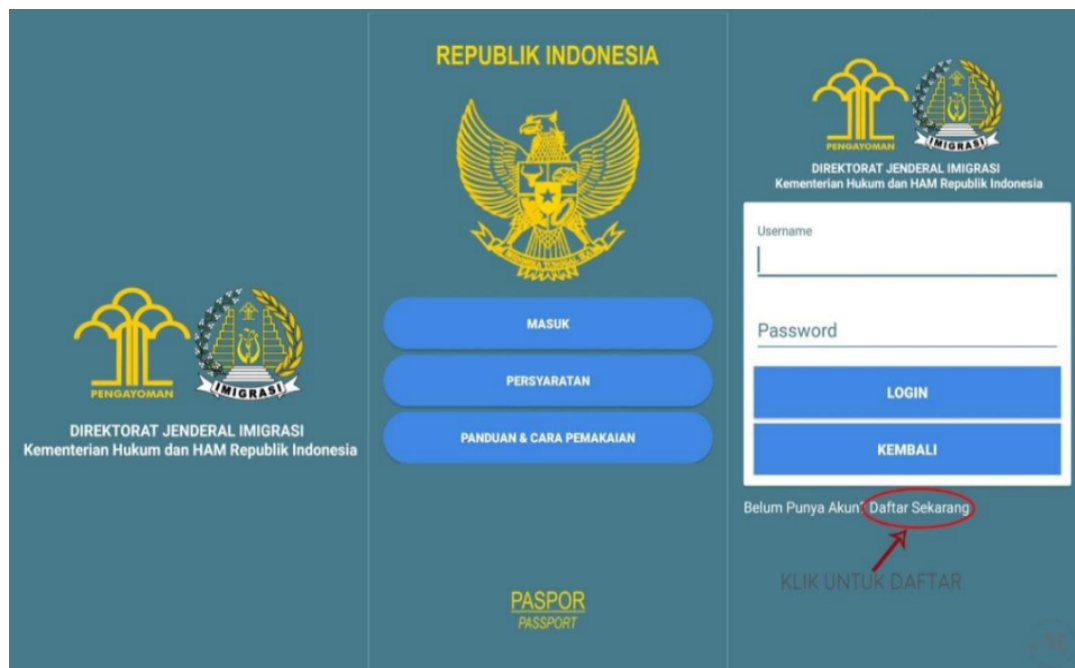 PENGAYOMAN
IMIGRASI
DIREKTORAT JENDERAL IMIGRASI
Kementerian Hukum dan HAM Republik Indonesia
REPUBLIK INDONESIA
MASUK
PERSYARATAN
PANDUAN & CARA PEMAKAIAN
PASPOR
PASSPORT
PENGAYOMAN
IMIGRASI
DIREKTORAT JENDERAL IMIGRASI
Kementerian Hukum dan HAM Republik Indonesia
Username
Password
LOGIN
KEMBALI
Belum Punya Akun? Daftar Sekarang
KLIK UNTUK DAFTAR